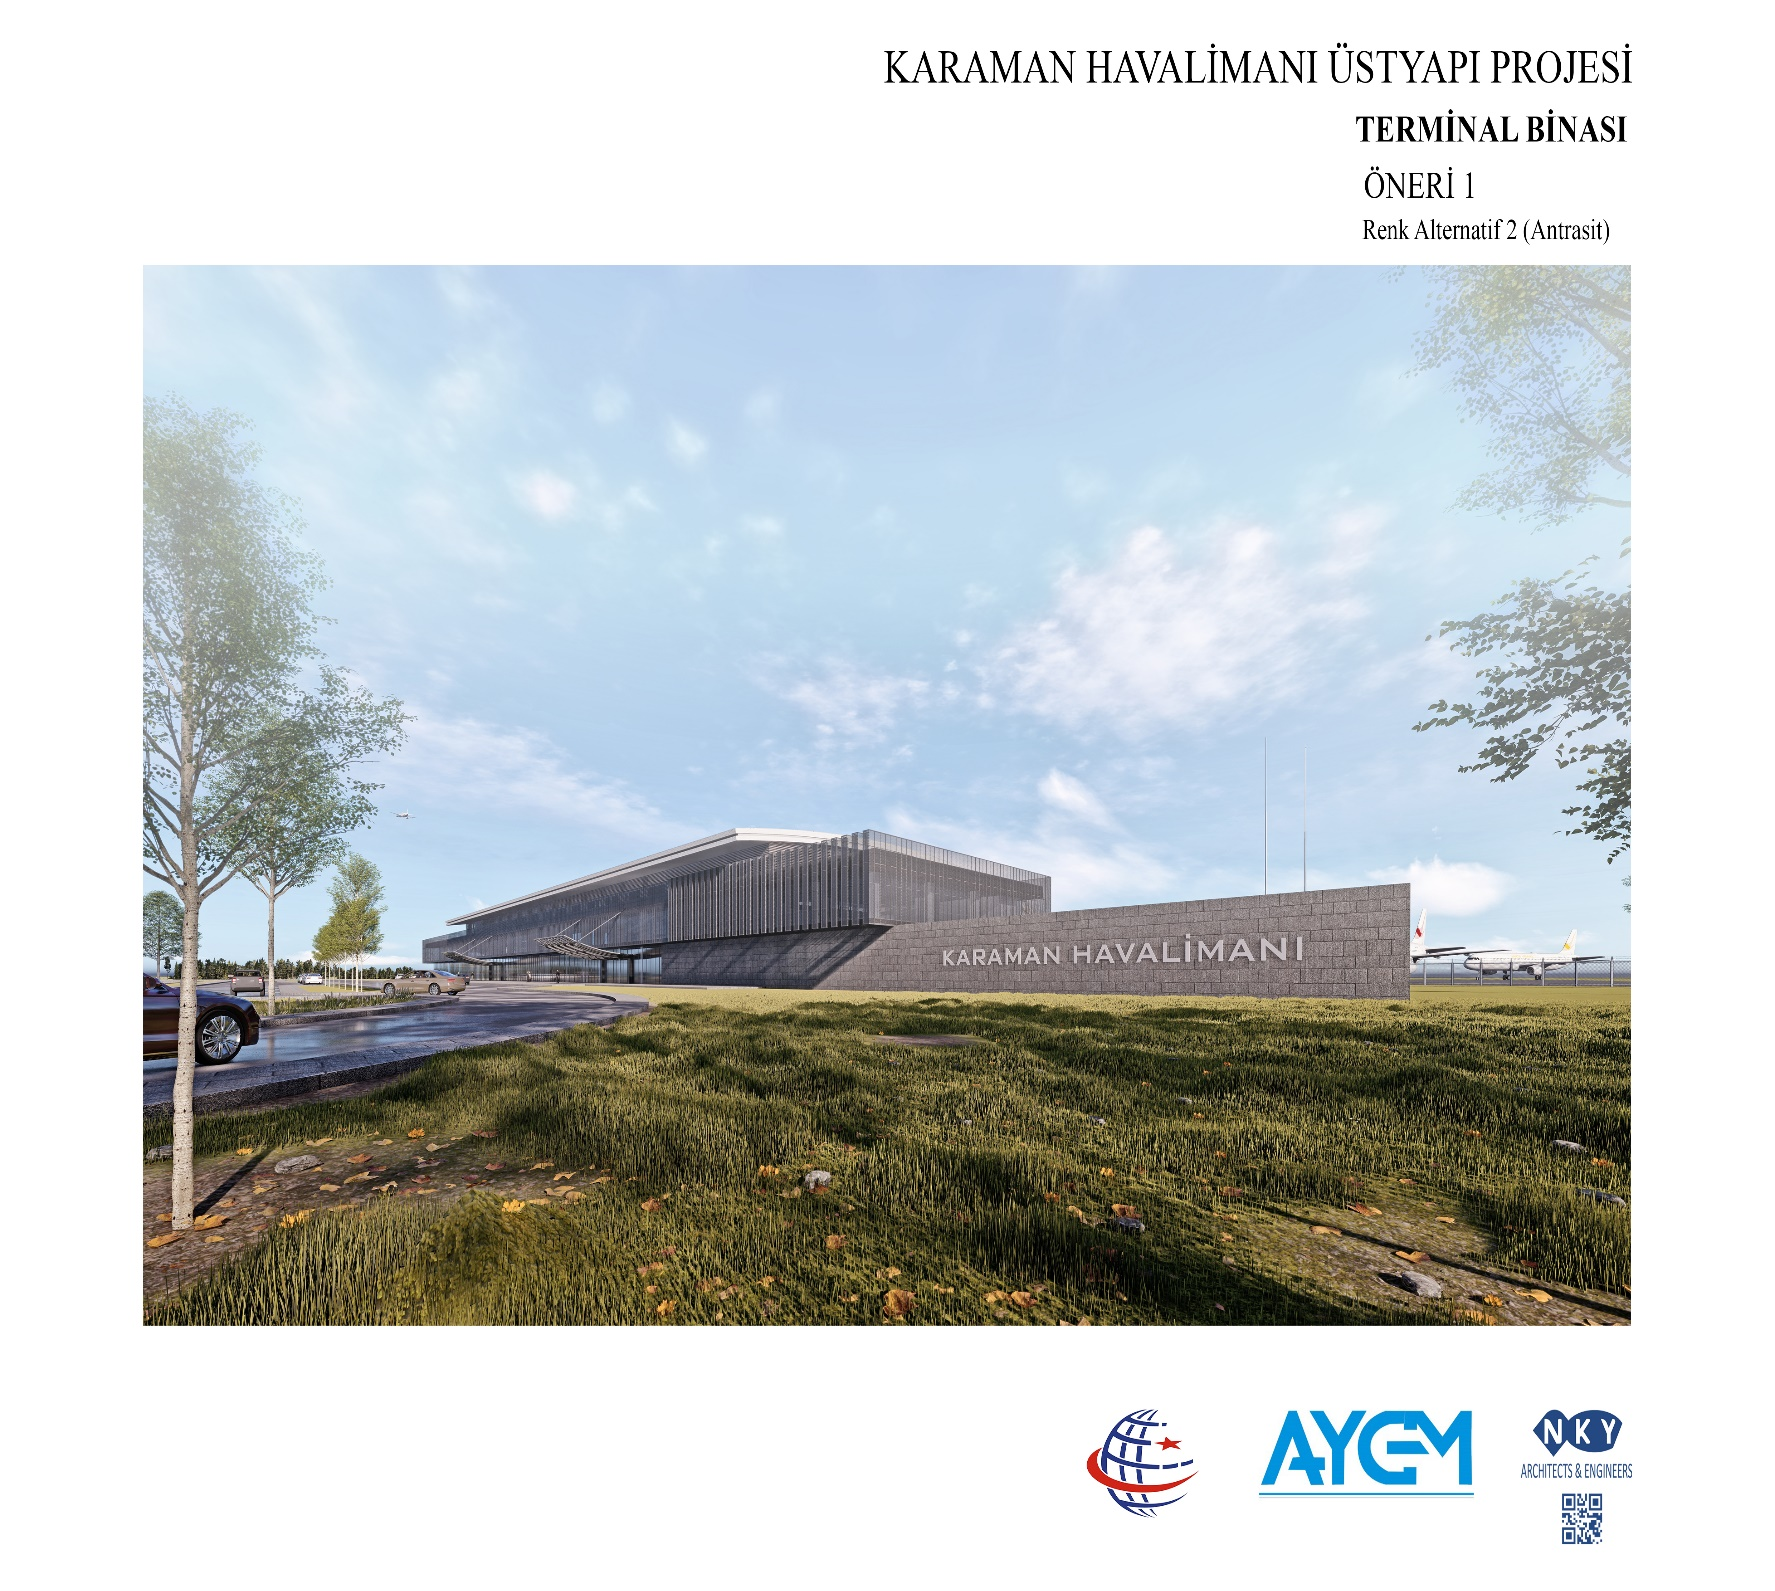 KARAMAN HAVALİMANI ÜSTYAPI PROJESİ
TERMİNAL BİNASI
ÖNERİ 1
Renk Alternatif 2 (Antrasit)
KARAMAN HAVALİMANI
AYGM
NKY
ARCHITECTS & ENGINEERS